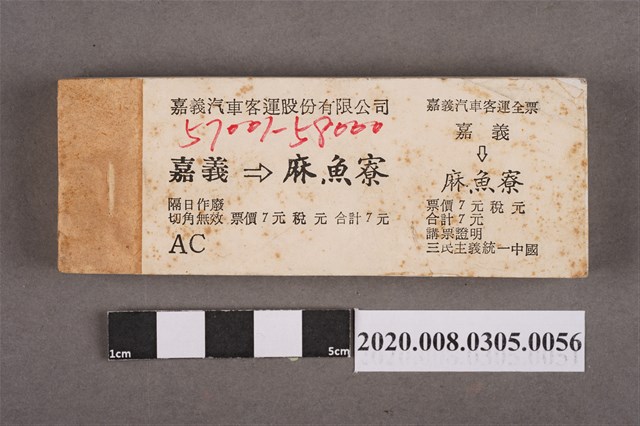 嘉義汽車客運股份有限公司
57001-58000
嘉義⇨麻魚寮
隔日作廢
切角無效 票價7元 稅 元 合計7元
AC
嘉義汽車客運全票
嘉 義
⇩
麻魚寮
票價7元 稅 元
合計7元
購票證明
三民主義統一中國
1cm
5cm
2020.008.0305.0056